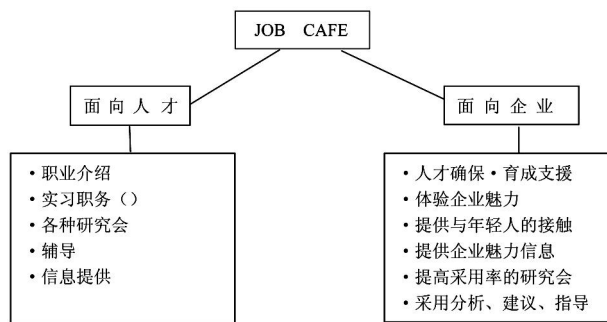 JOB CAFE
面向人才
面向企业
・职业介绍
・实习职务（）
・各种研究会
・辅导
・信息提供
・人才确保・育成支援
・体验企业魅力
・提供与年轻人的接触
・提供企业魅力信息
・提高采用率的研究会
・采用分析、建议、指导